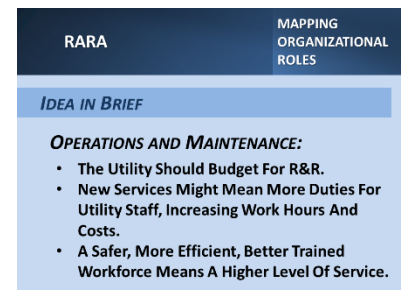 RARA
MAPPING
ORGANIZATIONAL
ROLES
IDEA IN BRIEF
OPERATIONS AND MAINTENANCE:
• The Utility Should Budget For R&R.
• New Services Might Mean More Duties For
Utility Staff, Increasing Work Hours And
Costs.
• A Safer, More Efficient, Better Trained
Workforce Means A Higher Level Of Service.